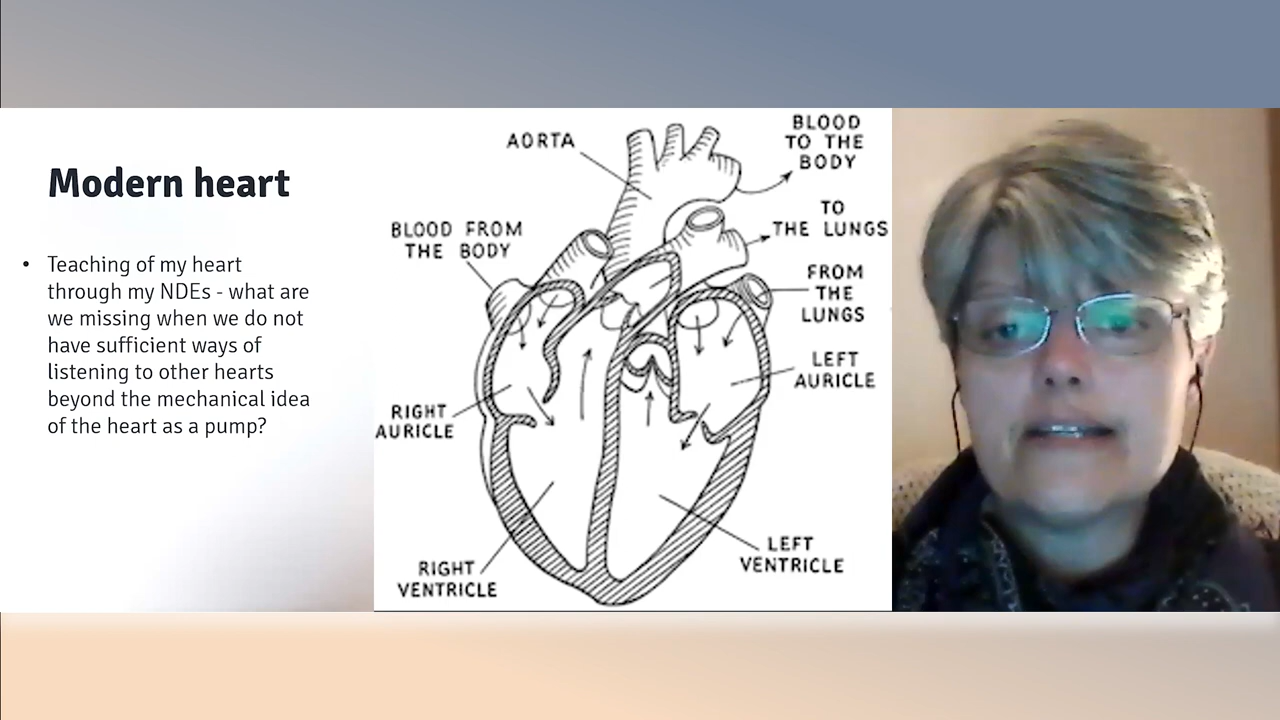 Modern heart
• Teaching of my heart
through my NDEs - what are
we missing when we do not
have sufficient ways of
listening to other hearts
beyond the mechanical idea
of the heart as a pump?
AORTA
BLOOD
TO THE
BODY
BLOOD FROM
THE BODY
TO
THE LUNGS
FROM
THE
LUNGS
LEFT
AURICLE
RIGHT
AURICLE
LEFT
VENTRICLE
RIGHT
VENTRICLE